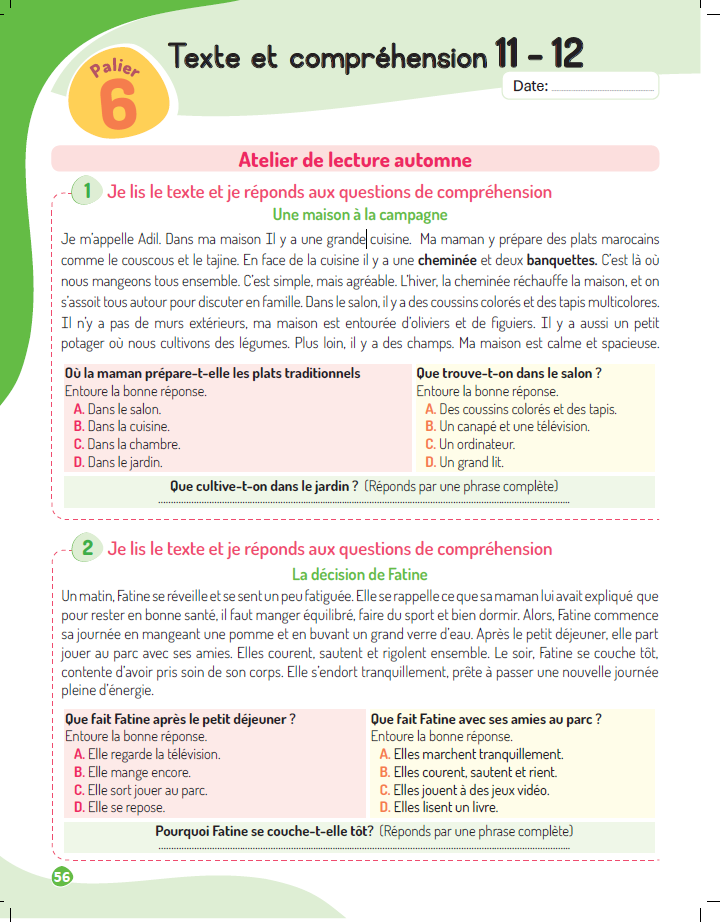 Texte et compréhension 11 - 12
Palier
6
Date:
Atelier de lecture automne
1 Je lis le texte et je réponds aux questions de compréhension
Une maison à la campagne
Je m'appelle Adil. Dans ma maison Il y a une grande cuisine. Ma maman y prépare des plats marocains
comme le couscous et le tajine. En face de la cuisine il y a une cheminée et deux banquettes. C'est là où
nous mangeons tous ensemble. C'est simple, mais agréable. L'hiver, la cheminée réchauffe la maison, et on
s'assoit tous autour pour discuter en famille. Dans le salon, il y a des coussins colorés et des tapis multicolores.
Il n'y a pas de murs extérieurs, ma maison est entourée d'oliviers et de figuiers. Il y a aussi un petit
potager où nous cultivons des légumes. Plus loin, il y a des champs. Ma maison est calme et spacieuse.
Où la maman prépare-t-elle les plats traditionnels
Entoure la bonne réponse.
A. Dans le salon.
B. Dans la cuisine.
C. Dans la chambre.
D. Dans le jardin.
Que trouve-t-on dans le salon ?
Entoure la bonne réponse.
A. Des coussins colorés et des tapis.
B. Un canapé et une télévision.
C. Un ordinateur.
D. Un grand lit.
Que cultive-t-on dans le jardin ? (Réponds par une phrase complète)
2 Je lis le texte et je réponds aux questions de compréhension
La décision de Fatine
Un matin, Fatine se réveille et se sent un peu fatiguée. Elle se rappelle ce que sa maman lui avait expliqué que
pour rester en bonne santé, il faut manger équilibré, faire du sport et bien dormir. Alors, Fatine commence
sa journée en mangeant une pomme et en buvant un grand verre d'eau. Après le petit déjeuner, elle part
jouer au parc avec ses amies. Elles courent, sautent et rigolent ensemble. Le soir, Fatine se couche tôt,
contente d'avoir pris soin de son corps. Elle s'endort tranquillement, prête à passer une nouvelle journée
pleine d'énergie.
Que fait Fatine après le petit déjeuner ?
Entoure la bonne réponse.
A. Elle regarde la télévision.
B. Elle mange encore.
C. Elle sort jouer au parc.
D. Elle se repose.
Que fait Fatine avec ses amies au parc ?
Entoure la bonne réponse.
A. Elles marchent tranquillement.
B. Elles courent, sautent et rient.
C. Elles jouent à des jeux vidéo.
D. Elles lisent un livre.
Pourquoi Fatine se couche-t-elle tôt? (Réponds par une phrase complète)
56